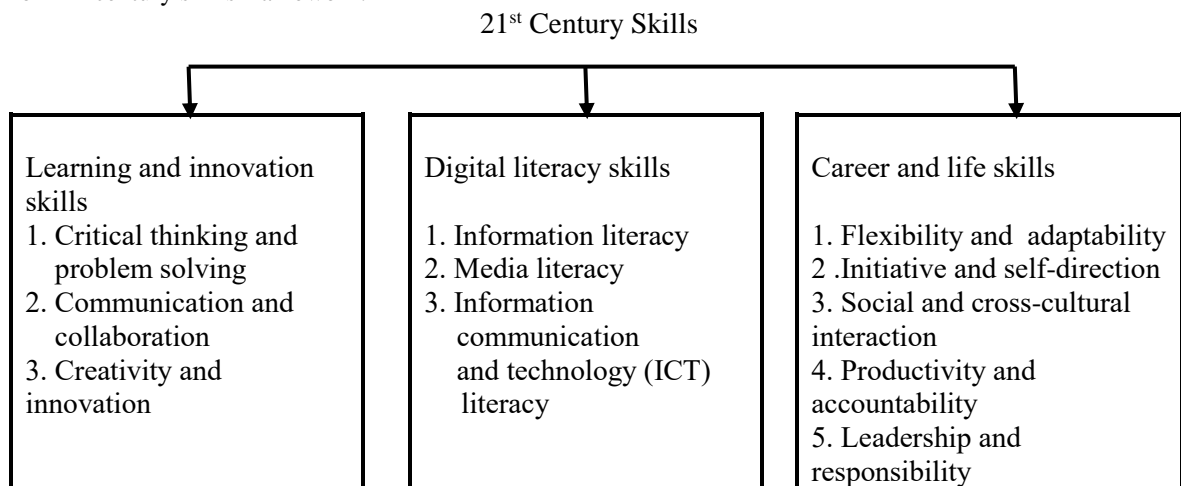 21st Century Skills
Learning and innovation
skills
1. Critical thinking and
problem solving
2. Communication and
collaboration
3. Creativity and
innovation
Digital literacy skills
1. Information literacy
2. Media literacy
3. Information
communication
and technology (ICT)
literacy
Career and life skills
1. Flexibility and adaptability
2 .Initiative and self-direction
3. Social and cross-cultural
interaction
4. Productivity and
accountability
5. Leadership and
responsibility